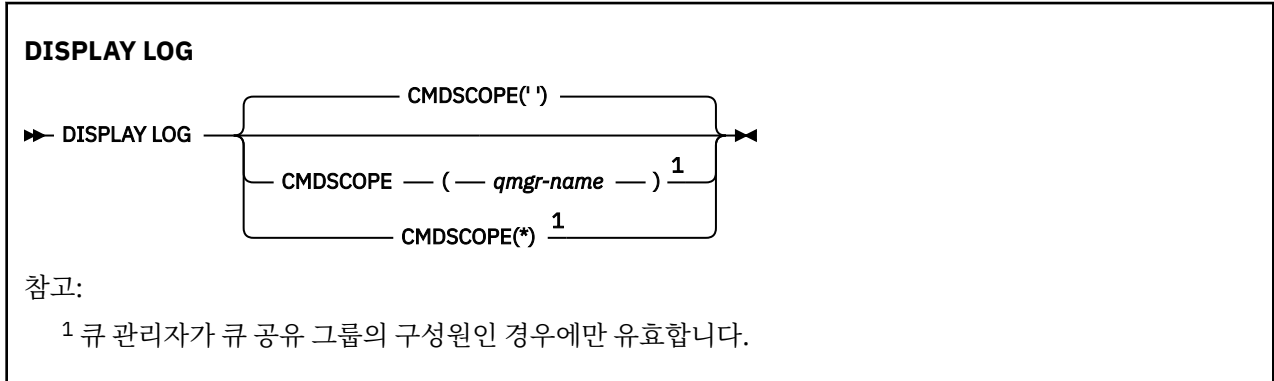 DISPLAY LOG
CMDSCOPE(' ')
DISPLAY LOG
CMDSCOPE ( qmgr-name ) 1
CMDSCOPE(*) 1
참고:
1 큐 관리자가 큐 공유 그룹의 구성원인 경우에만 유효합니다.